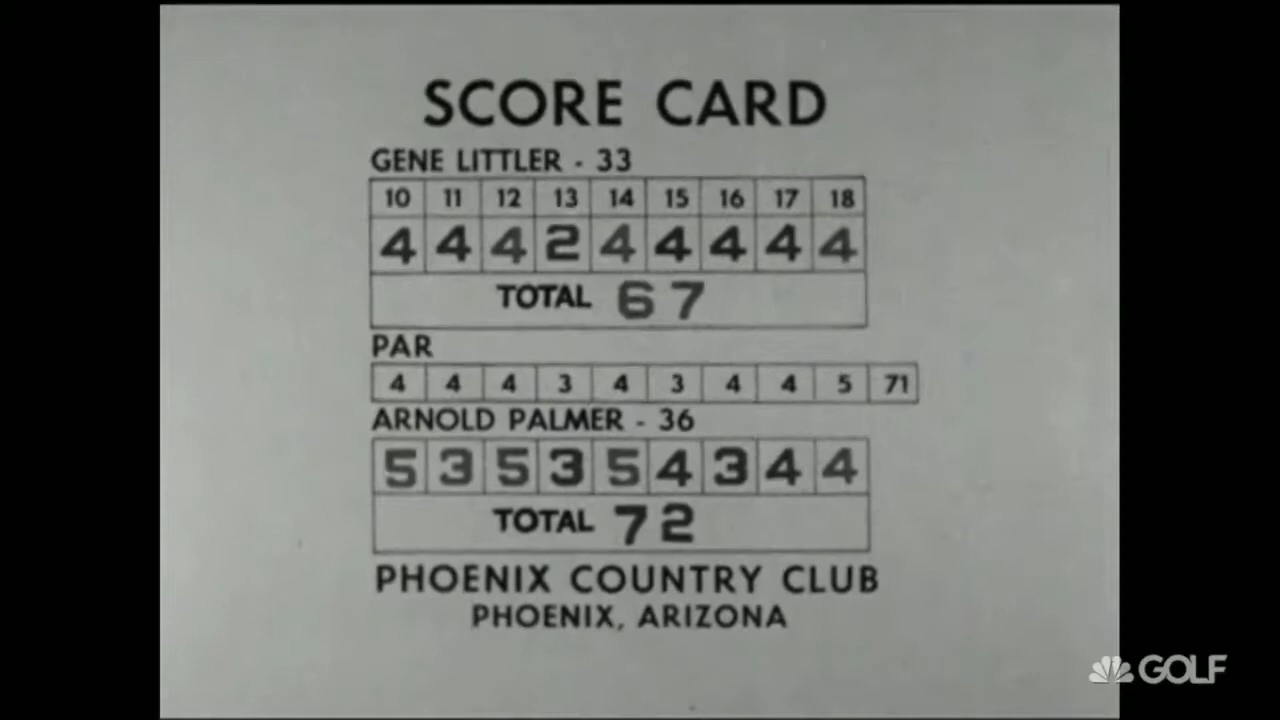 SCORE CARD
GENE LITTLER - 33
10 11 12 13 14 15 16 17 18
4 4 4 2 4 4 4 4 4
TOTAL 67
PAR
4 4 4 3 4 3 4 4 5 71
ARNOLD PALMER - 36
5 3 5 3 5 4 3 4 4
TOTAL 72
PHOENIX COUNTRY CLUB
PHOENIX, ARIZONA
GOLF